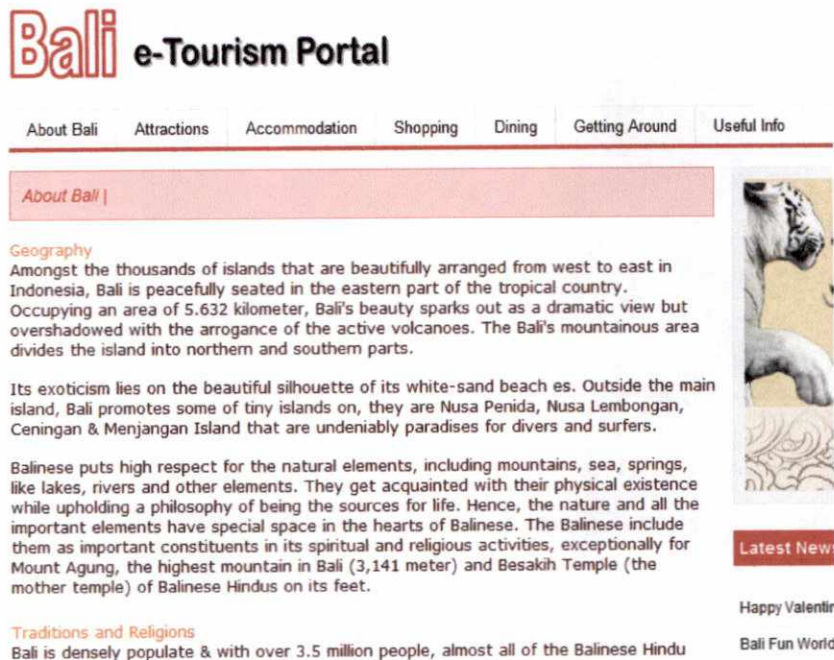 Bali e-Tourism Portal
About Bali Attractions Accommodation Shopping Dining Getting Around Useful Info
About Bali |
Geography
Amongst the thousands of islands that are beautifully arranged from west to east in
Indonesia, Bali is peacefully seated in the eastern part of the tropical country.
Occupying an area of 5.632 kilometer, Bali's beauty sparks out as a dramatic view but
overshadowed with the arrogance of the active volcanoes. The Bali's mountainous area
divides the island into northern and southern parts.
Its exoticism lies on the beautiful silhouette of its white-sand beach es. Outside the main
island, Bali promotes some of tiny islands on, they are Nusa Penida, Nusa Lembongan,
Ceningan & Menjangan Island that are undeniably paradises for divers and surfers.
Balinese puts high respect for the natural elements, including mountains, sea, springs,
like lakes, rivers and other elements. They get acquainted with their physical existence
while upholding a philosophy of being the sources for life. Hence, the nature and all the
important elements have special space in the hearts of Balinese. The Balinese include
them as important constituents in its spiritual and religious activities, exceptionally for
Mount Agung, the highest mountain in Bali (3,141 meter) and Besakih Temple (the
mother temple) of Balinese Hindus on its feet.
Traditions and Religions
Bali is densely populate & with over 3.5 million people, almost all of the Balinese Hindu
Latest News
Happy Valentin
Bali Fun World